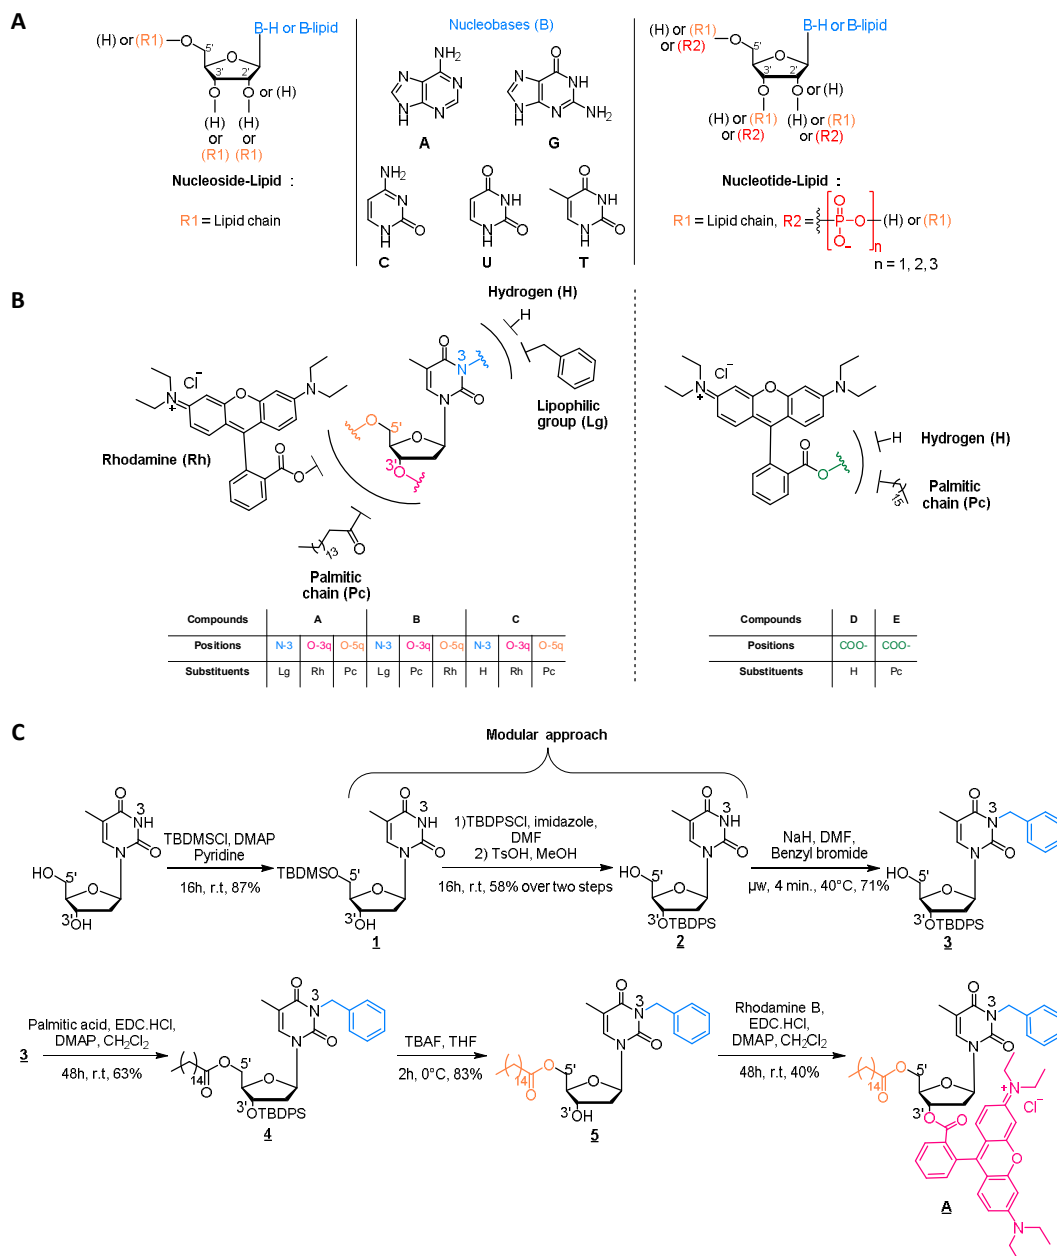 A
(H) or (R1)
O
5'
B-H or B-lipid
O
3'
2'
O
O or (H)
(H)
(H)
or
or
(R1)
(R1)
Nucleoside-Lipid :
R1 = Lipid chain
Nucleobases (B)
NH2
N
N
N
N
H
A
O
N
NH
N
N
NH2
H
G
NH2
N
N
O
H
C
O
NH
N
O
H
U
O
NH
N
O
H
T
(H) or (R1)
or (R2)
O
5'
B-H or B-lipid
O
3'
2'
O
O
or (H)
(H) or (R1)
(H) or (R1)
or (R2)
or (R2)
Nucleotide-Lipid :
R1 = Lipid chain, R2 =
O
P
O
O-
n
(H) or (R1)
n = 1, 2, 3
B
Hydrogen (H)
H
Lipophilic
group (Lg)
Cl−
N
+
O
N
O
O
Rhodamine (Rh)
O
3
N
N
O
O
5'
O
3'
O
13
O
Palmitic
chain (Pc)
Cl−
N
+
O
N
O
O
H
Hydrogen (H)
15
Palmitic
chain (Pc)
Compounds A B C
Positions N-3 O-3q O-5q N-3 O-3q O-5q N-3 O-3q O-5q
Substituents Lg Rh Pc Lg Pc Rh H Rh Pc
Compounds D E
Positions COO- COO-
Substituents H Pc
C
Modular approach
O
3
NH
N
O
HO
5'
O
3'
OH
TBDMSCl, DMAP
Pyridine
16h, r.t, 87%
O
3
NH
N
O
TBDMSO
5'
O
3'
OH
1
1)TBDPSCl, imidazole,
DMF
2) TsOH, MeOH
16h, r.t, 58% over two steps
O
3
NH
N
O
HO
5'
O
3'
OTBDPS
2
NaH, DMF,
Benzyl bromide
μw, 4 min., 40°C, 71%
O
3
N
N
O
HO
5'
O
3'
OTBDPS
3
3
Palmitic acid, EDC.HCl,
DMAP, CH2Cl2
48h, r.t, 63%
O
3
N
N
O
14
O
O
5'
O
3'
OTBDPS
4
TBAF, THF
2h, 0°C, 83%
O
3
N
N
O
14
O
O
5'
O
3'
OH
5
Rhodamine B,
EDC.HCl,
DMAP, CH2Cl2
48h, r.t, 40%
O
3
N
N
O
14
O
O
5'
O
3'
O
O
N
+
Cl−
O
N
A